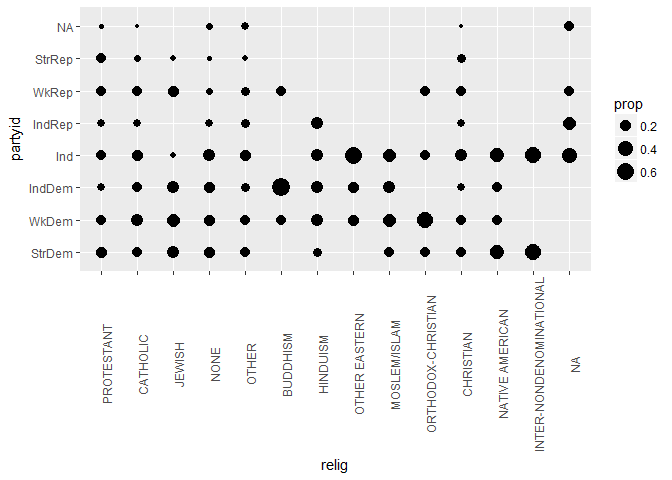 NA
StrRep
WkRep
IndRep
Ind
IndDem
WkDem
StrDem
partyid
prop
0.2
0.4
0.6
PROTESTANT
CATHOLIC
JEWISH
NONE
OTHER
BUDDHISM
HINDUISM
OTHER EASTERN
MOSLEM/ISLAM
ORTHODOX-CHRISTIAN
CHRISTIAN
NATIVE AMERICAN
INTER-NONDENOMINATIONAL
NA
relig